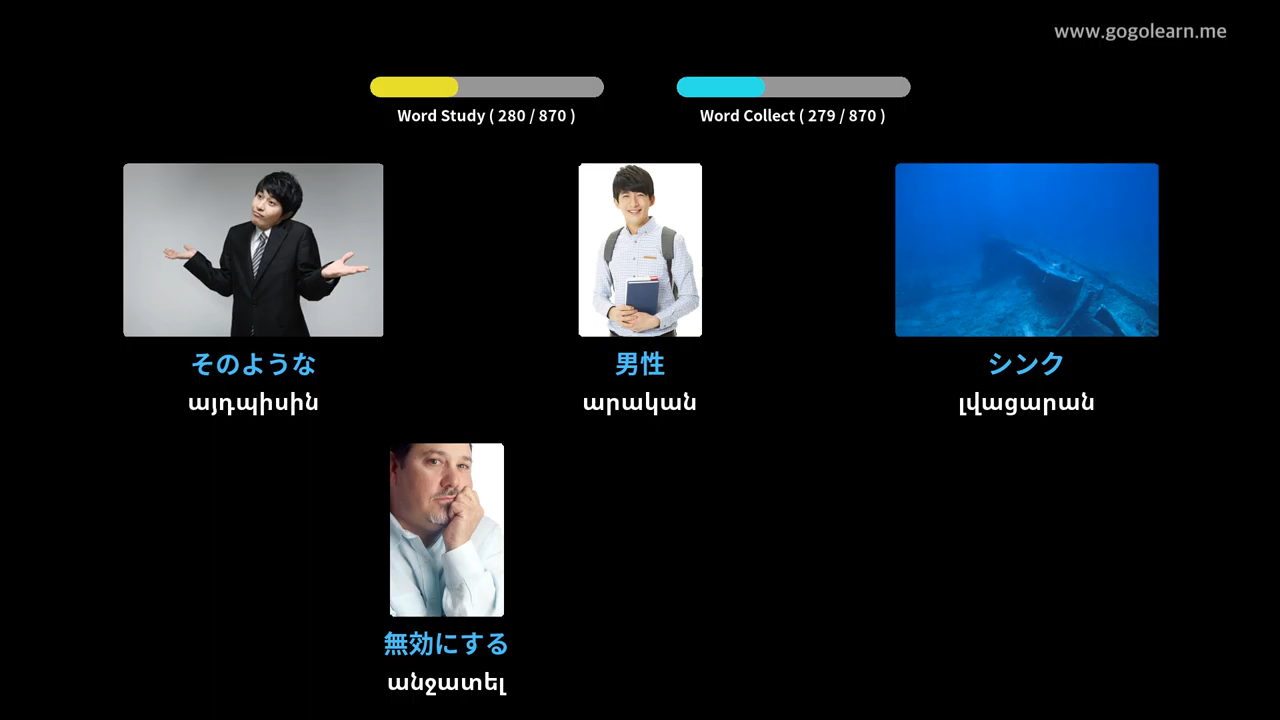 www.gogolearn.me
Word Study ( 280 / 870 )
Word Collect ( 279 / 870 )
そのような
այդպիսին
男性
արական
シンク
լվացարան
無効にする
անջատել